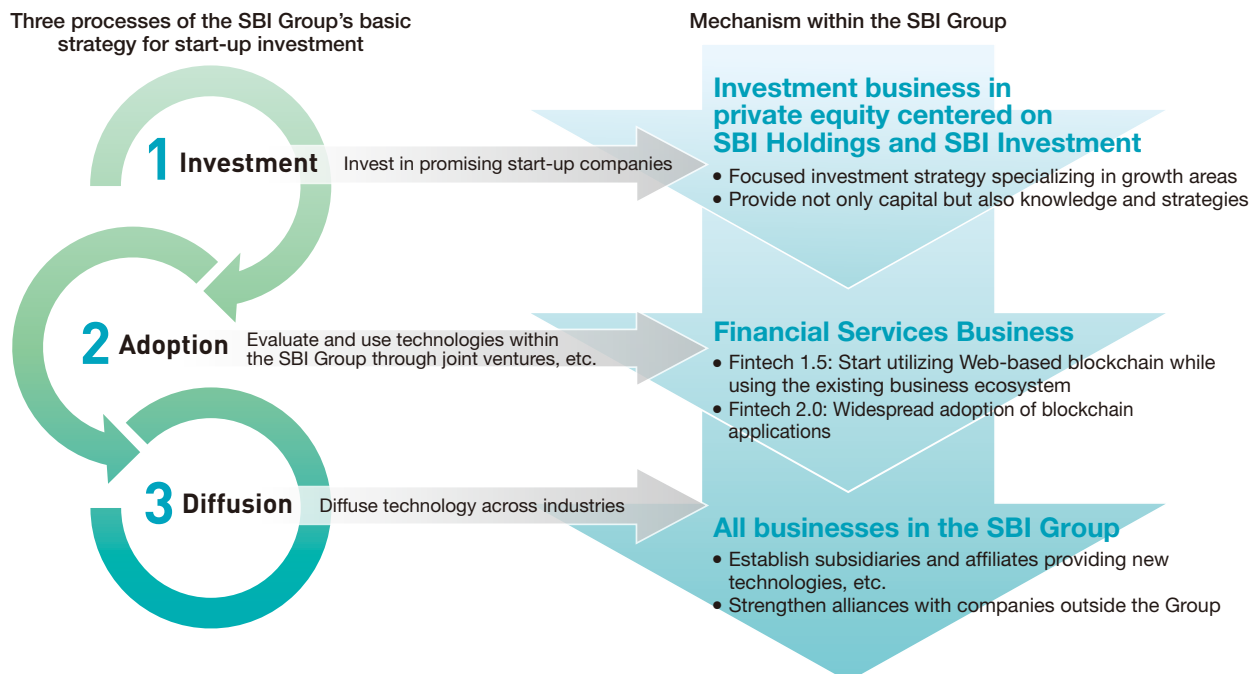 Three processes of the SBI Group's basic
strategy for start-up investment
1 Investment
Invest in promising start-up companies
2 Adoption
Evaluate and use technologies within
the SBI Group through joint ventures, etc.
3 Diffusion
Diffuse technology across industries
Mechanism within the SBI Group
Investment business in
private equity centered on
SBI Holdings and SBI Investment
• Focused investment strategy specializing in growth areas
• Provide not only capital but also knowledge and strategies
Financial Services Business
• Fintech 1.5: Start utilizing Web-based blockchain while
using the existing business ecosystem
• Fintech 2.0: Widespread adoption of blockchain
applications
All businesses in the SBI Group
• Establish subsidiaries and affiliates providing new
technologies, etc.
• Strengthen alliances with companies outside the Group